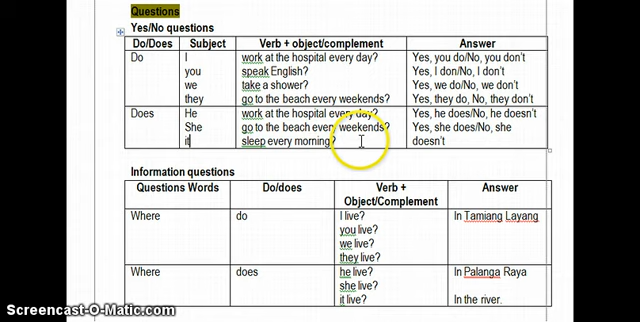 Questions
Yes/No questions
Do/Does Subject Verb + object/complement Answer
Do I work at the hospital every day? Yes, you do/No, you don't
you speak English? Yes, I don/No, I don't
we take a shower? Yes, we do/No, we don't
they go to the beach every weekends? Yes, they do, No, they don't
Does He work at the hospital every day? Yes, he does/No, he doesn't
She go to the beach every weekends? Yes, she does/No, she
it sleep every morning? doesn't
Information questions
Questions Words Do/does Verb + Answer
Object/Complement
Where do I live? In Tamiang Layang
you live?
we live?
they live?
Where does he live? In Palanga Raya
she live?
it live? In the river.
Screencast-O-Matic.com